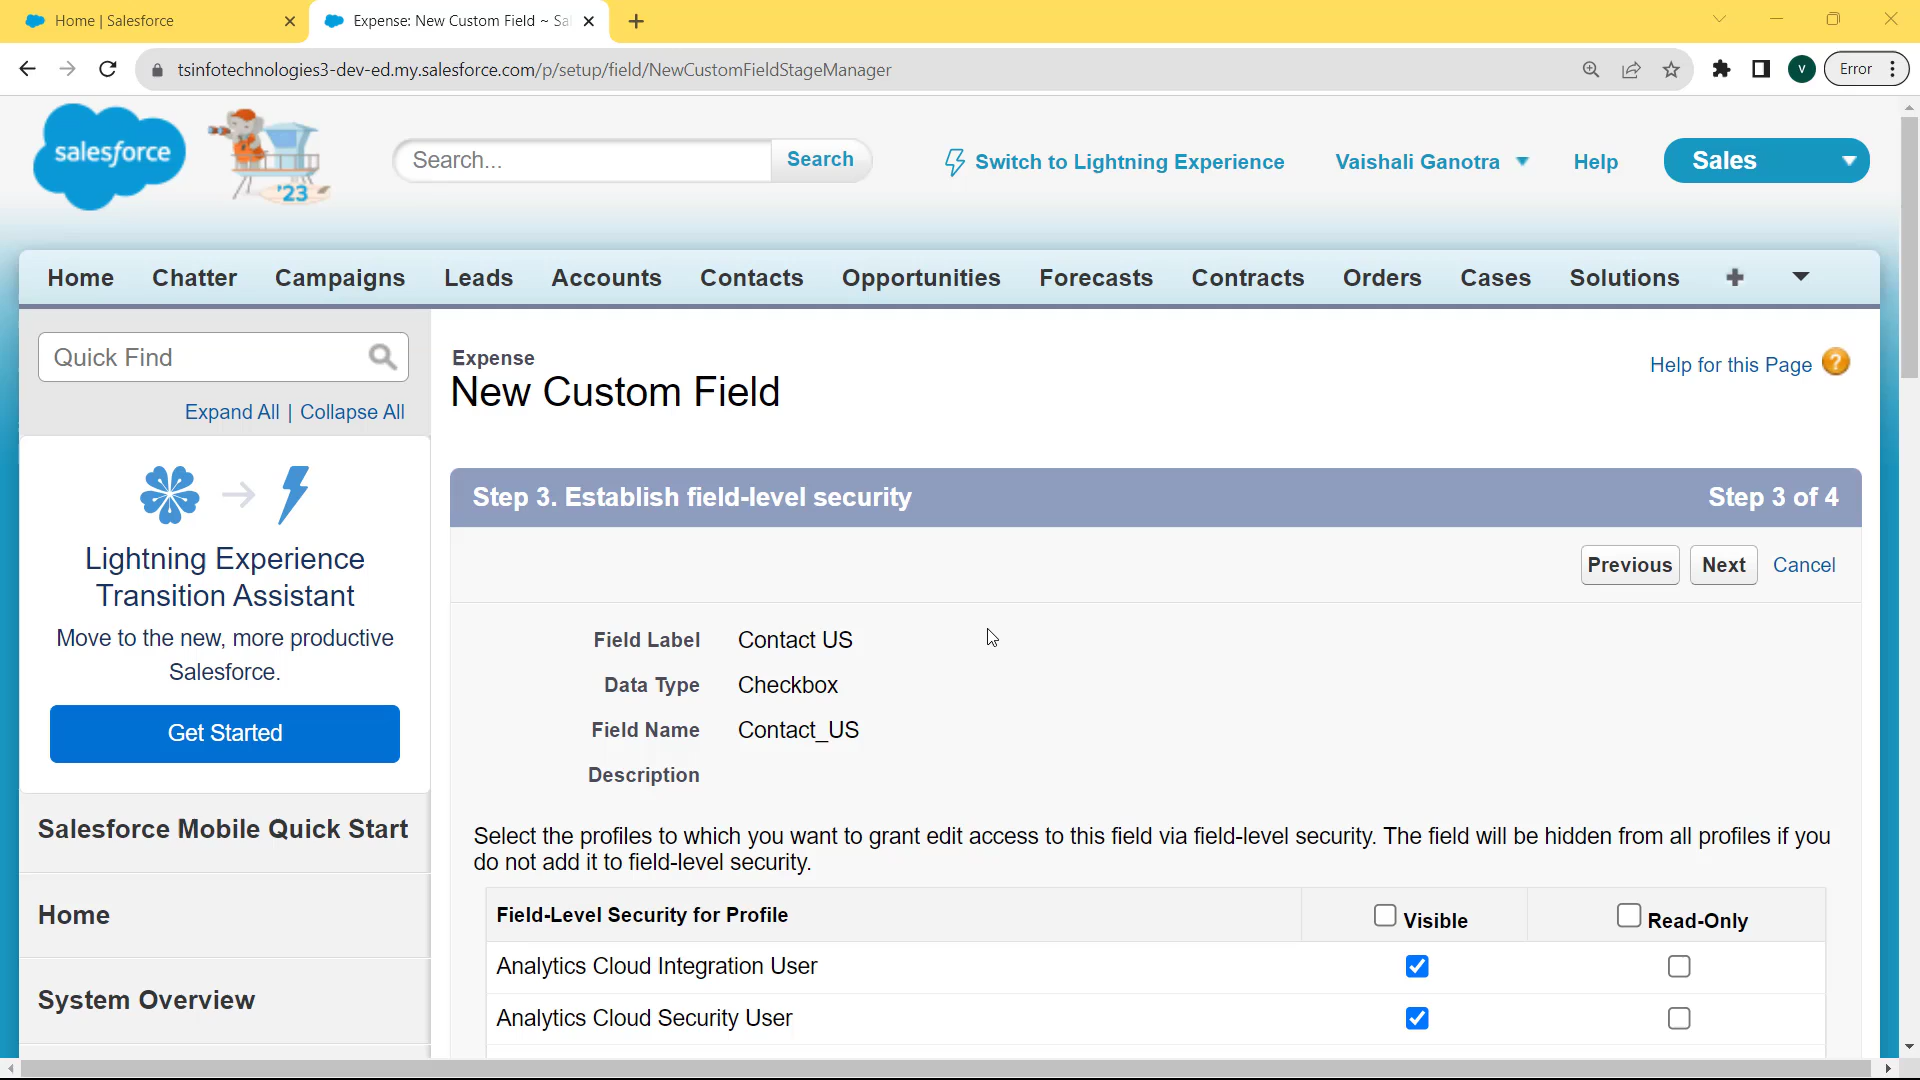 Home | Salesforce
Expense: New Custom Field ~ Sa
tsinfotechnologies3-dev-ed.my.salesforce.com/p/setup/field/NewCustomFieldStageManager
V
Error
salesforce
'23
Search...
Search
Switch to Lightning Experience
Vaishali Ganotra
Help
Sales
Home
Chatter
Campaigns
Leads
Accounts
Contacts
Opportunities
Forecasts
Contracts
Orders
Cases
Solutions
Quick Find
Expand All | Collapse All
Lightning Experience
Transition Assistant
Move to the new, more productive
Salesforce.
Get Started
Salesforce Mobile Quick Start
Home
System Overview
Expense
New Custom Field
Help for this Page ?
Step 3. Establish field-level security
Step 3 of 4
Previous
Next
Cancel
Field Label Contact US
Data Type Checkbox
Field Name Contact_US
Description
Select the profiles to which you want to grant edit access to this field via field-level security. The field will be hidden from all profiles if you
do not add it to field-level security.
Field-Level Security for Profile
Visible
Read-Only
Analytics Cloud Integration User
Analytics Cloud Security User